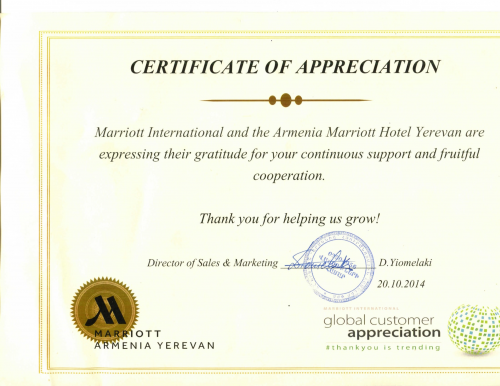 CERTIFICATE OF APPRECIATION
Marriott International and the Armenia Marriott Hotel Yerevan are
expressing their gratitude for your continuous support and fruitful
cooperation.
Thank you for helping us grow!
Director of Sales & Marketing D.Yiomelaki
20.10.2014
MARRIOTT
ARMENIA YEREVAN
MARRIOTT INTERNATIONAL
global customer
appreciation
#thankyou is trending